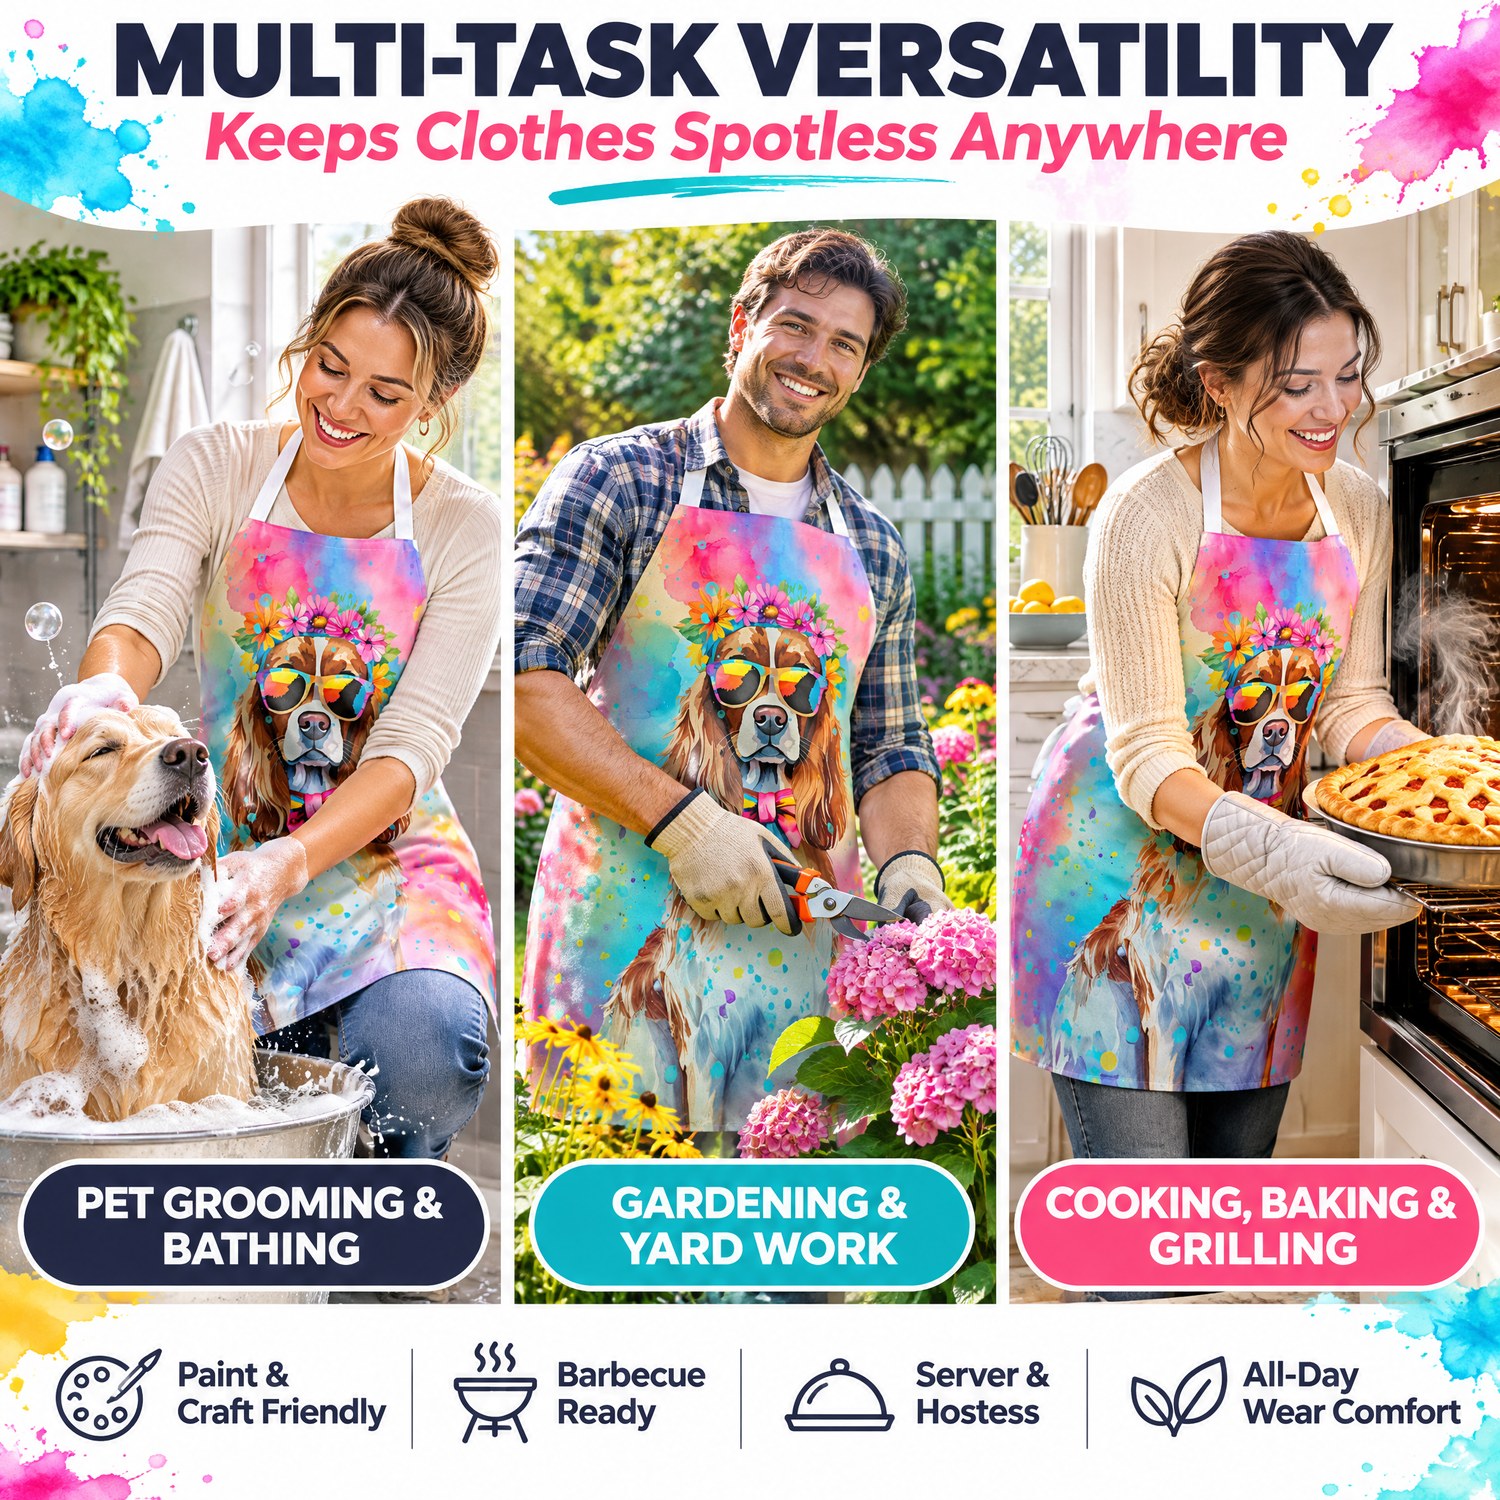 MULTI-TASK VERSATILITY
Keeps Clothes Spotless Anywhere
PET GROOMING &
BATHING
GARDENING &
YARD WORK
COOKING, BAKING &
GRILLING
Paint &
Craft Friendly
Barbecue
Ready
Server &
Hostess
All-Day
Wear Comfort